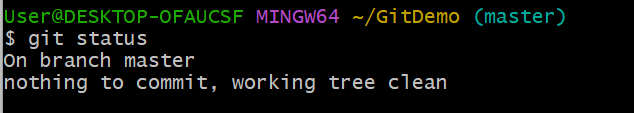 User@DESKTOP-OFAUCSF MINGW64 ~/GitDemo (master)
$ git status
On branch master
nothing to commit, working tree clean